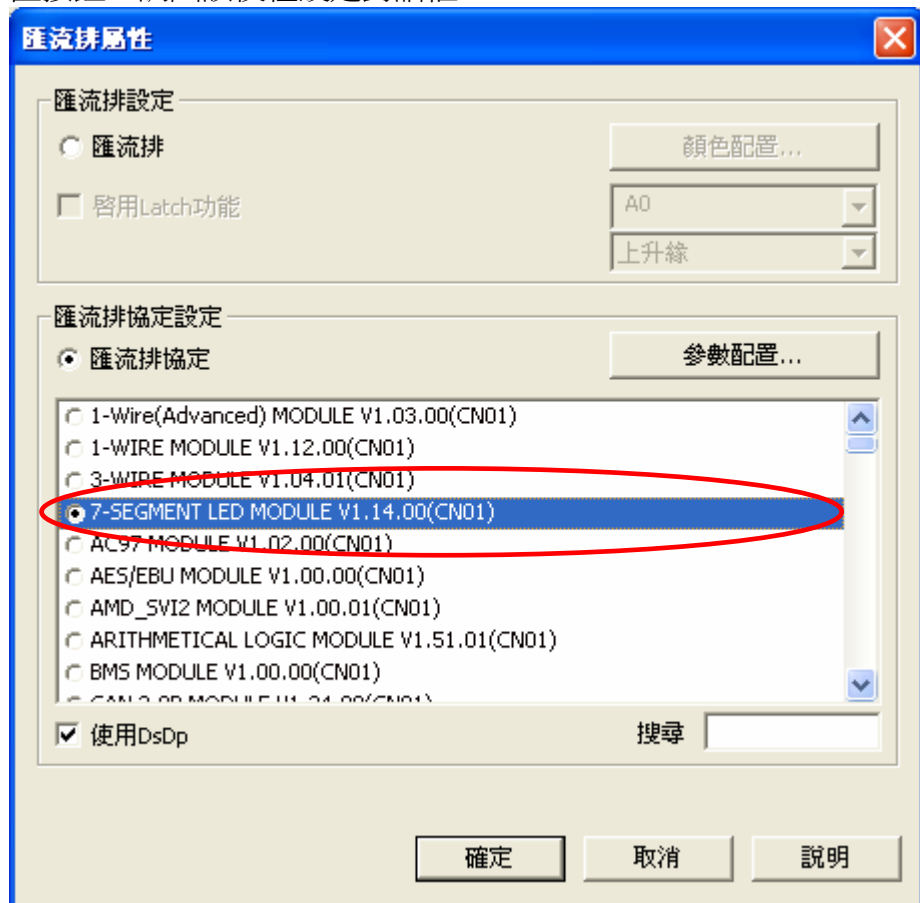 匯流排屬性
匯流排設定
匯流排
顏色配置...
啓用Latch功能
A0
上升緣
匯流排協定設定
匯流排協定
參數配置...
1-Wire(Advanced) MODULE V1.03.00(CN01)
1-WIRE MODULE V1.12.00(CN01)
3-WIRE MODULE V1.04.01(CN01)
7-SEGMENT LED MODULE V1.14.00(CN01)
AC97 MODULE V1.02.00(CN01)
AES/EBU MODULE V1.00.00(CN01)
AMD_SVI2 MODULE V1.00.01(CN01)
ARITHMETICAL LOGIC MODULE V1.51.01(CN01)
BMS MODULE V1.00.00(CN01)
使用DsDp
搜尋
確定
取消
說明